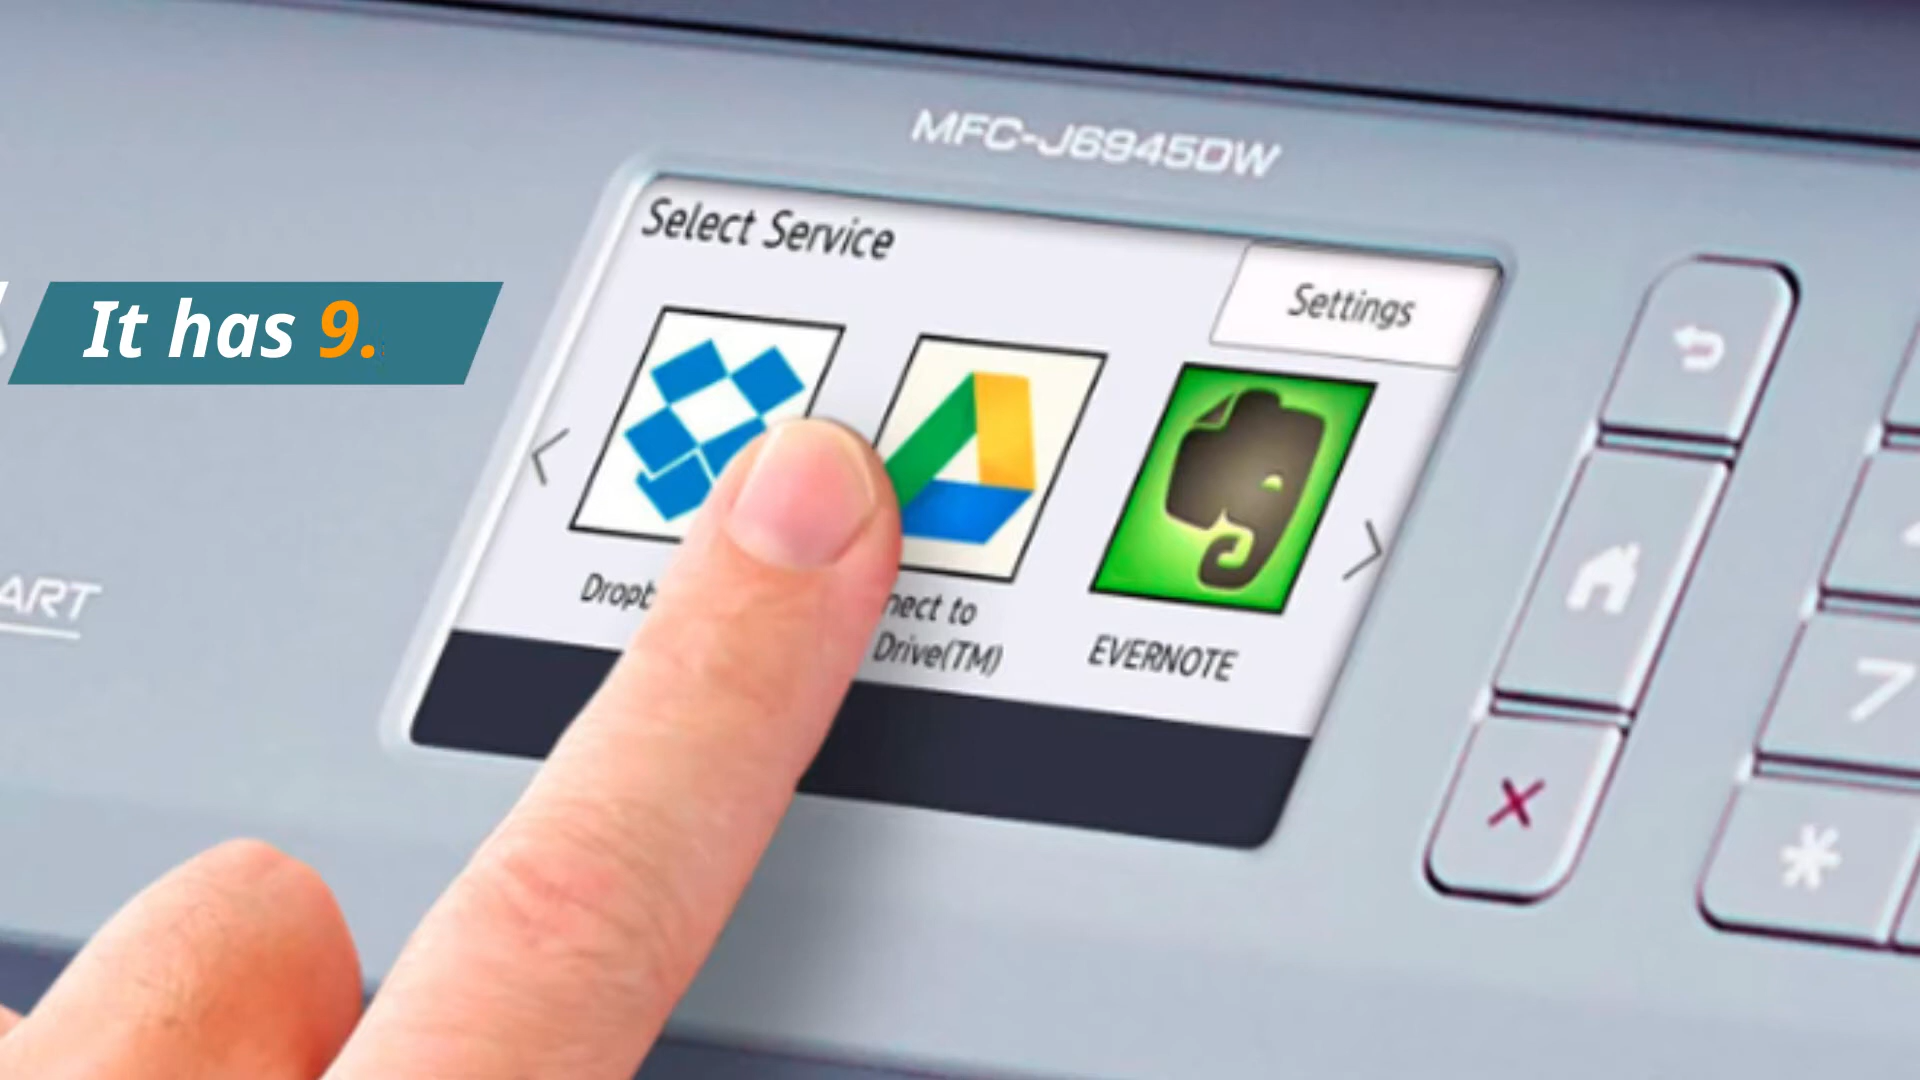 MFC-J6945DW
Select Service
Settings
It has 9.
Dropb
nect to
Drive(TM)
EVERNOTE
ART
7
*